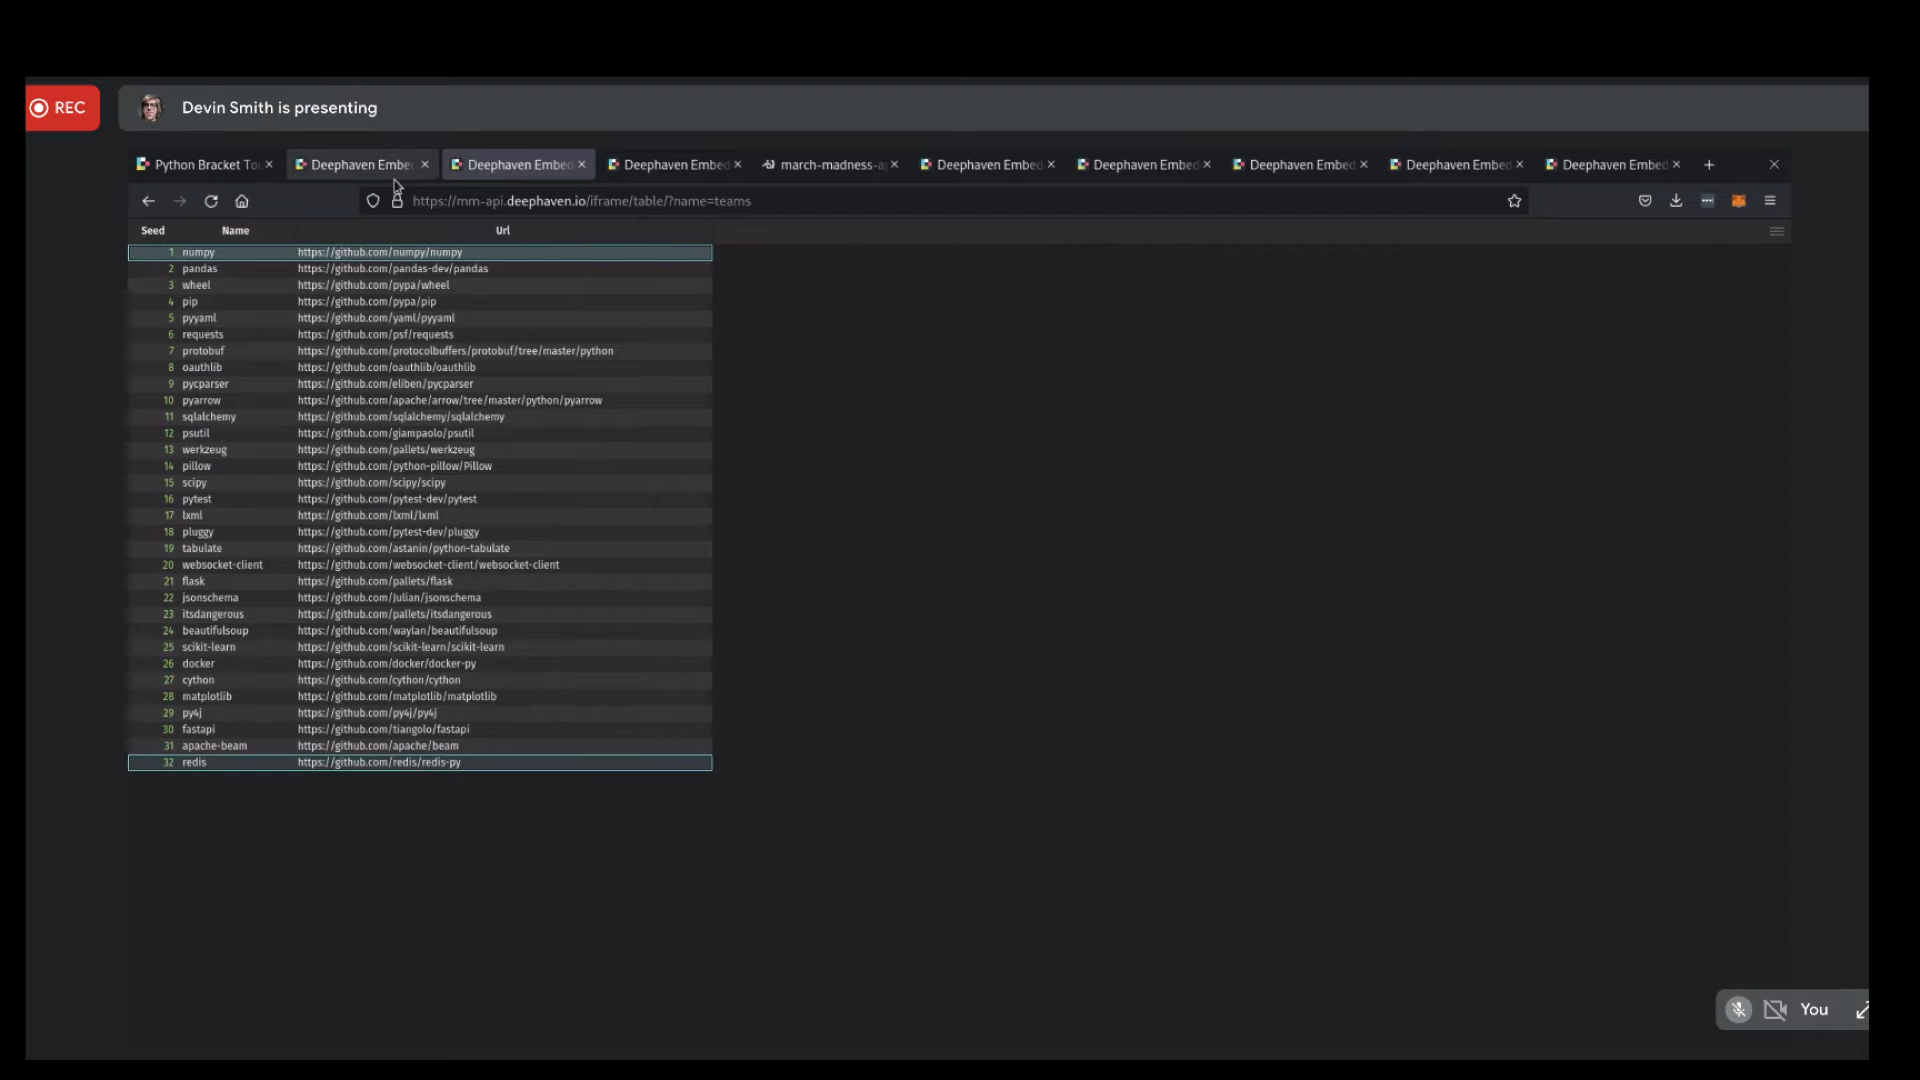 REC
Devin Smith is presenting
Python Bracket To
Deephaven Embe
Deephaven Embed
Deephaven Embed
march-madness-a
Deephaven Embed
Deephaven Embed
Deephaven Embed
Deephaven Embed
Deephaven Embed
https://mm-api.deephaven.io/iframe/table/?name=teams
Seed Name Url
1 numpy https://github.com/numpy/numpy
2 pandas https://github.com/pandas-dev/pandas
3 wheel https://github.com/pypa/wheel
4 pip https://github.com/pypa/pip
5 pyyaml https://github.com/yaml/pyyaml
6 requests https://github.com/psf/requests
7 protobuf https://github.com/protocolbuffers/protobuf/tree/master/python
8 oauthlib https://github.com/oauthlib/oauthlib
9 pycparser https://github.com/eliben/pycparser
10 pyarrow https://github.com/apache/arrow/tree/master/python/pyarrow
11 sqlalchemy https://github.com/sqlalchemy/sqlalchemy
12 psutil https://github.com/giampaolo/psutil
13 werkzeug https://github.com/pallets/werkzeug
14 pillow https://github.com/python-pillow/Pillow
15 scipy https://github.com/scipy/scipy
16 pytest https://github.com/pytest-dev/pytest
17 lxml https://github.com/lxml/lxml
18 pluggy https://github.com/pytest-dev/pluggy
19 tabulate https://github.com/astanin/python-tabulate
20 websocket-client https://github.com/websocket-client/websocket-client
21 flask https://github.com/pallets/flask
22 jsonschema https://github.com/Julian/jsonschema
23 itsdangerous https://github.com/pallets/itsdangerous
24 beautifulsoup https://github.com/waylan/beautifulsoup
25 scikit-learn https://github.com/scikit-learn/scikit-learn
26 docker https://github.com/docker/docker-py
27 cython https://github.com/cython/cython
28 matplotlib https://github.com/matplotlib/matplotlib
29 py4j https://github.com/py4j/py4j
30 fastapi https://github.com/tiangolo/fastapi
31 apache-beam https://github.com/apache/beam
32 redis https://github.com/redis/redis-py
You